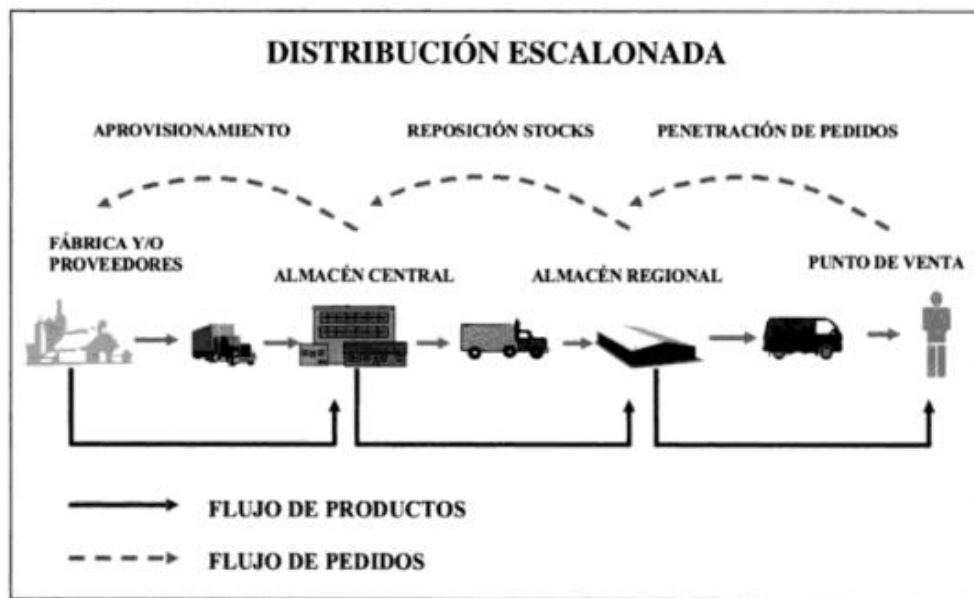 DISTRIBUCIÓN ESCALONADA
APROVISIONAMIENTO
REPOSICIÓN STOCKS
PENETRACIÓN DE PEDIDOS
FÁBRICA Y/O
PROVEEDORES
ALMACÉN CENTRAL
ALMACÉN REGIONAL
PUNTO DE VENTA
FLUJO DE PRODUCTOS
FLUJO DE PEDIDOS